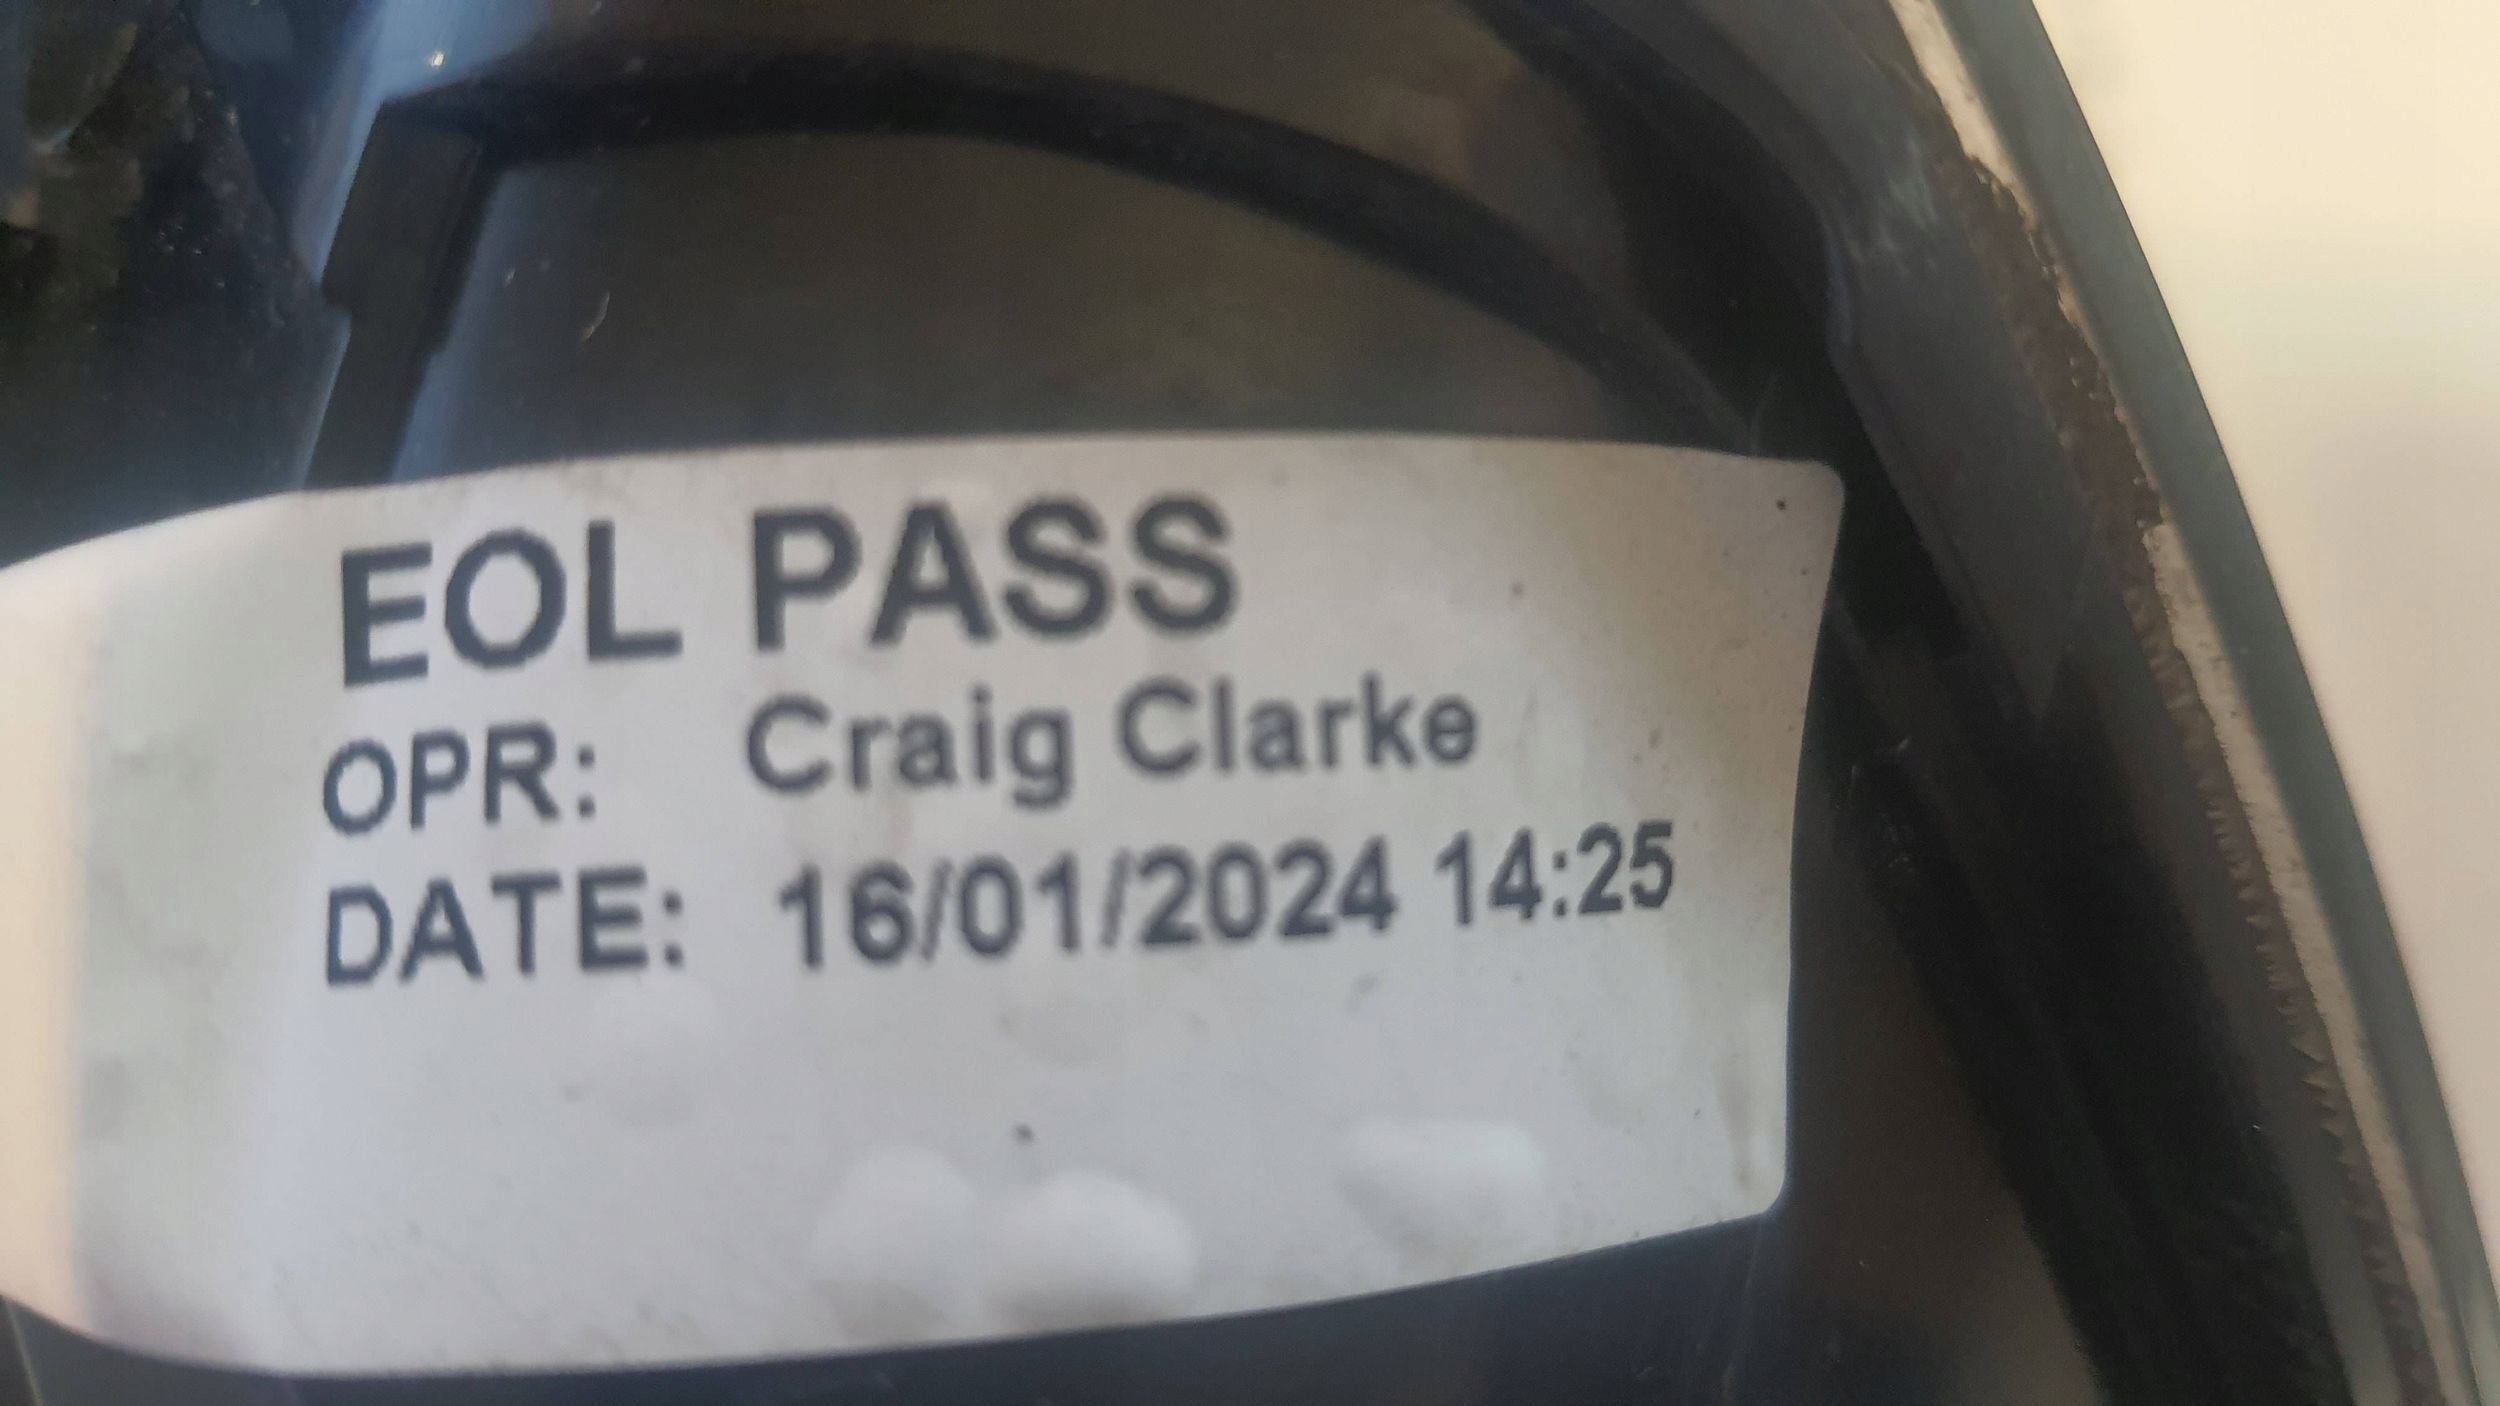 EOL PASS
OPR: Craig Clarke
DATE: 16/01/2024 14:25